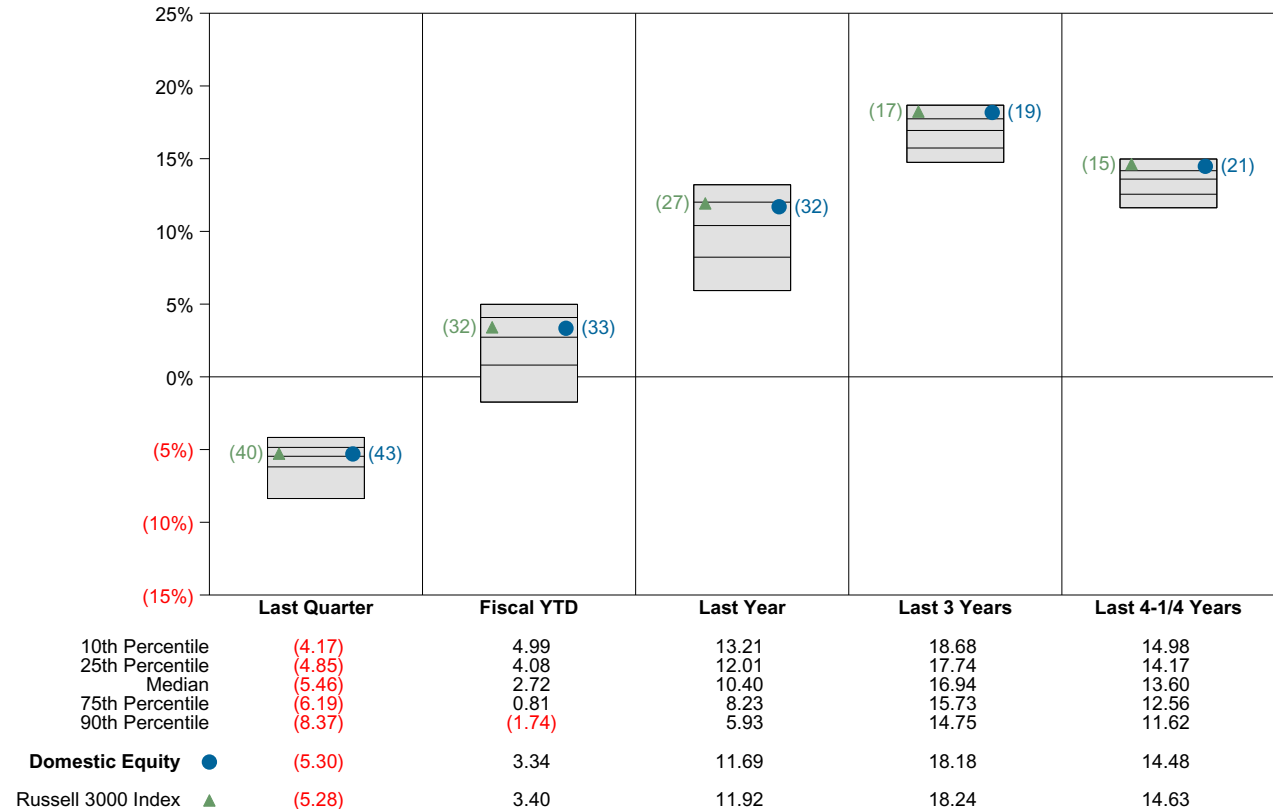 25%
20%
(17) (19)
15%
(15) (21)
(27) (32)
10%
5%
(32) (33)
0%
(5%)
(40) (43)
(10%)
(15%)
Last Quarter Fiscal YTD Last Year Last 3 Years Last 4-1/4 Years
10th Percentile (4.17) 4.99 13.21 18.68 14.98
25th Percentile (4.85) 4.08 12.01 17.74 14.17
Median (5.46) 2.72 10.40 16.94 13.60
75th Percentile (6.19) 0.81 8.23 15.73 12.56
90th Percentile (8.37) (1.74) 5.93 14.75 11.62
Domestic Equity (5.30) 3.34 11.69 18.18 14.48
Russell 3000 Index (5.28) 3.40 11.92 18.24 14.63